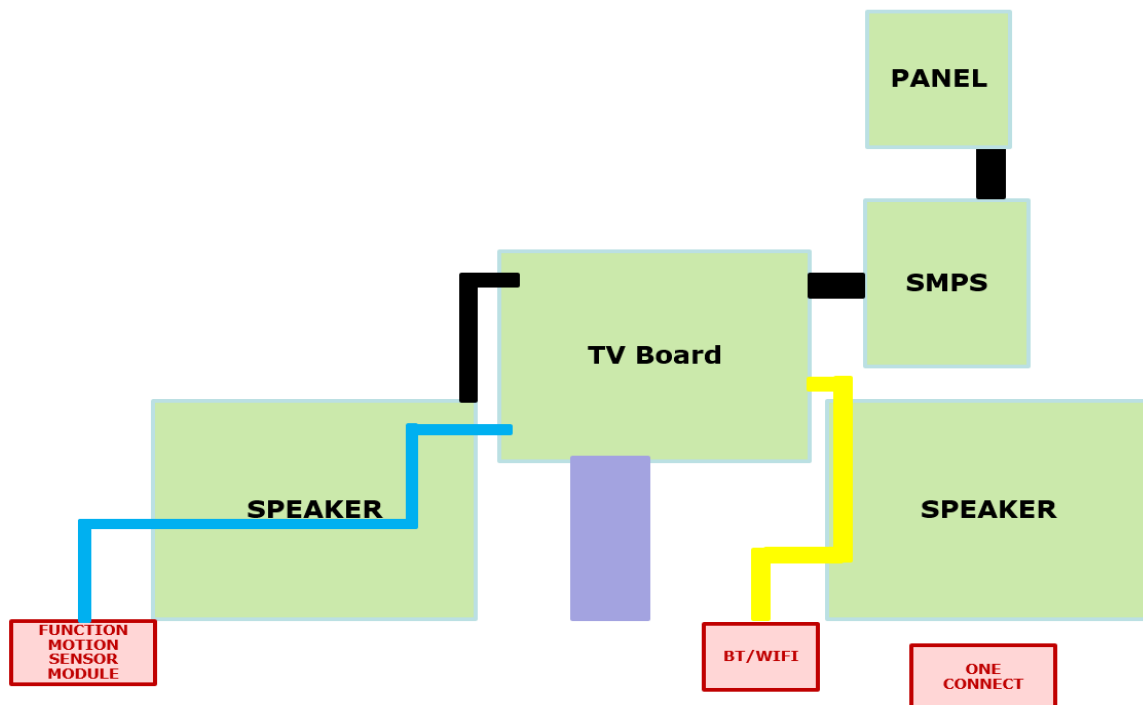 PANEL
SMPS
TV Board
SPEAKER
SPEAKER
FUNCTION
MOTION
SENSOR
MODULE
BT/WIFI
ONE
CONNECT